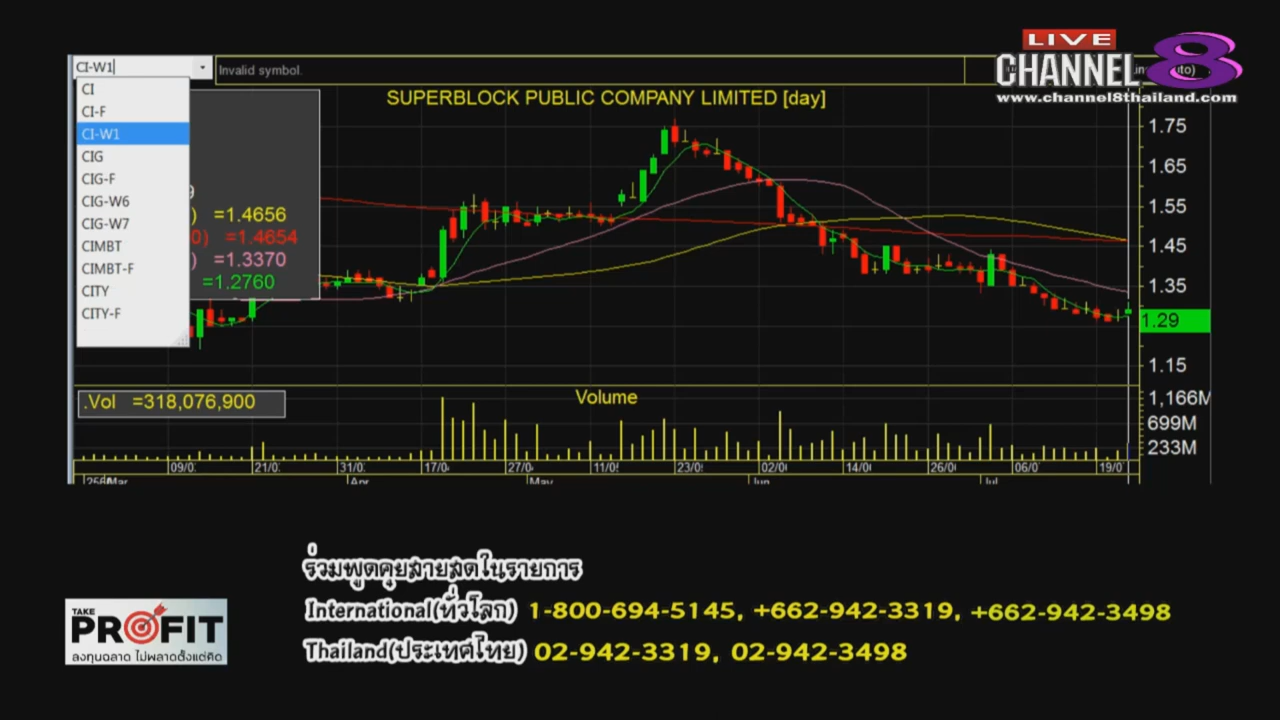 LIVE
CHANNEL 8
www.channel8thailand.com
CI-W1
Invalid symbol.
CI
CI-F
CI-W1
CIG
CIG-F
CIG-W6
CIG-W7
CIMBT
CIMBT-F
CITY
CITY-F
SUPERBLOCK PUBLIC COMPANY LIMITED [day]
=1.4656
=1.4654
=1.3370
=1.2760
1.75
1.65
1.55
1.45
1.35
1.29
1.15
.Vol =318,076,900
Volume
1,166M
699M
233M
09/0 21/0 31/0 17/0 27/0 11/0 23/0 02/0 14/0 26/0 06/0 19/0
Mar Apr May Jun Jul
ร่วมพูดคุยสายสดในรายการ
International(ทั่วโลก) 1-800-694-5145, +662-942-3319, +662-942-3498
Thailand(ประเทศไทย) 02-942-3319, 02-942-3498
TAKE
PROFIT
ลงทุนฉลาด ไม่พลาดตั้งแต่คิด